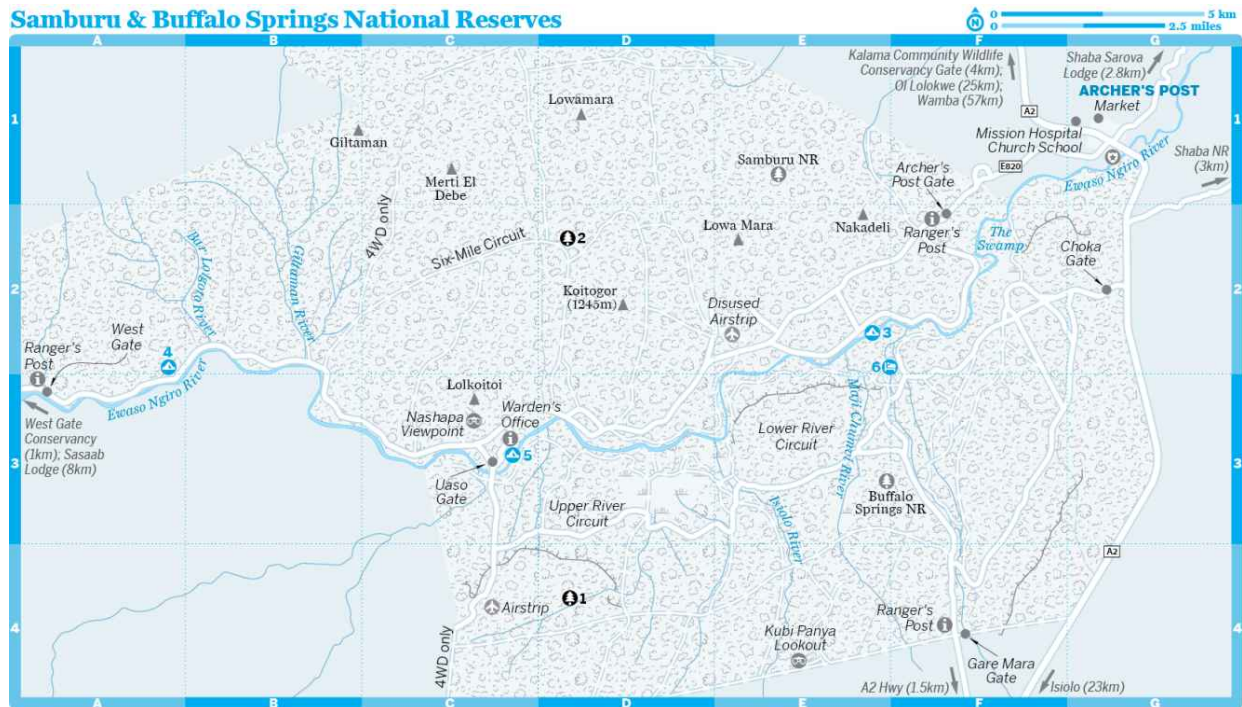 Samburu & Buffalo Springs National Reserves
N
0 5 km
0 2.5 miles
A B C D E F G
1
Kalama Community Wildlife
Conservancy Gate (4km);
Ol Lolokwe (25km);
Wamba (57km)
Shaba Sarova
Lodge (2.8km)
ARCHER'S POST
Market
A2
Lowamara
Giltaman
Mission Hospital
Church School
1
Samburu NR
Merti El
Debe
Archer's
Post Gate
E820
Ewaso Ngiro River
Shaba NR
(3km)
4WD only
Six-Mile Circuit
2
Lowa Mara
Nakadeli
Ranger's
Post
The
Swamp
Choka
Gate
Bar Lolgoto River
Giltaman River
2
Koitogor
(1245m)
Disused
Airstrip
2
Ranger's
Post
West
Gate
4
3
6
Ewaso Ngiro River
West Gate
Conservancy
(1km); Sasaab
Lodge (8km)
Lolkoitoi
Nashapa
Viewpoint
Warden's
Office
5
Lower River
Circuit
Maji Chumvi River
3
Uaso
Gate
3
Upper River
Circuit
Isiolo River
Buffalo
Springs NR
A2
Airstrip
1
4WD only
4
Kubi Panya
Lookout
Ranger's
Post
4
Gare Mara
Gate
A2 Hwy (1.5km)
Isiolo (23km)
A B C D E F G